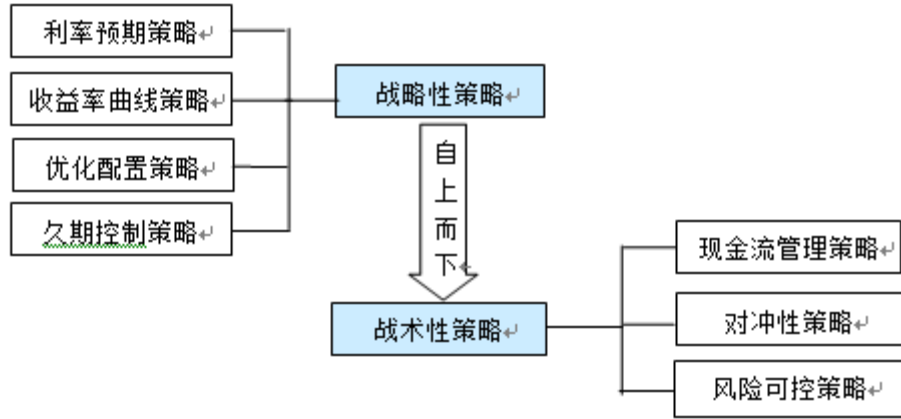 利率预期策略
收益率曲线策略
优化配置策略
久期控制策略
战略性策略
自上而下
战术性策略
现金流管理策略
对冲性策略
风险可控策略